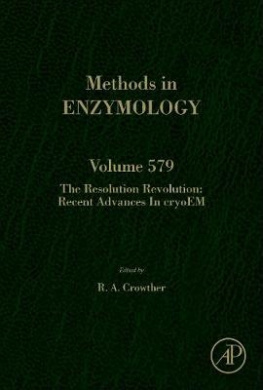 Methods in
ENZYMOLOGY
Volume 579
The Resolution Revolution:
Recent Advances In cryoEM
Edited by
R. A. Crowther
AP